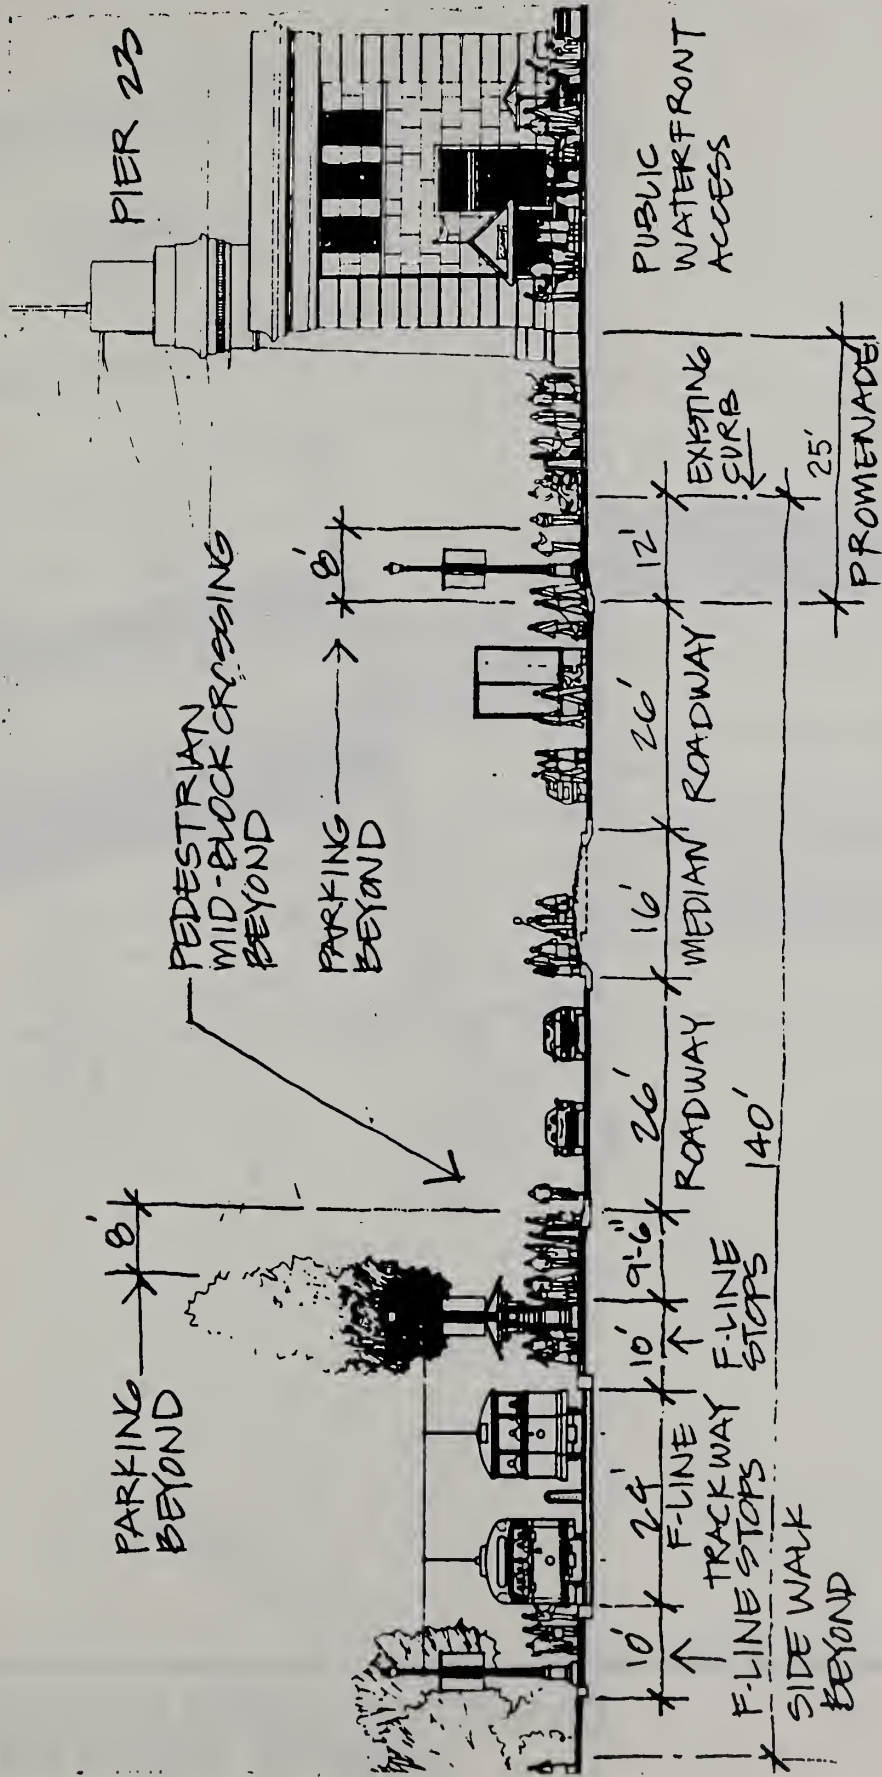 PIER 23
PEDESTRIAN
MID-BLOCK CROSSING
BEYOND
PARKING
BEYOND
8'
PARKING
BEYOND
8'
10'
24'
10'
9'-6"
26'
16'
26'
12'
EXISTING
CURB
PUBLIC
WATERFRONT
ACCESS
F-LINE
TRACKWAY
F-LINE
STOPS
ROADWAY
MEDIAN
ROADWAY
25'
PROMENADE
F-LINE STOPS
140'
SIDE WALK
BEYOND